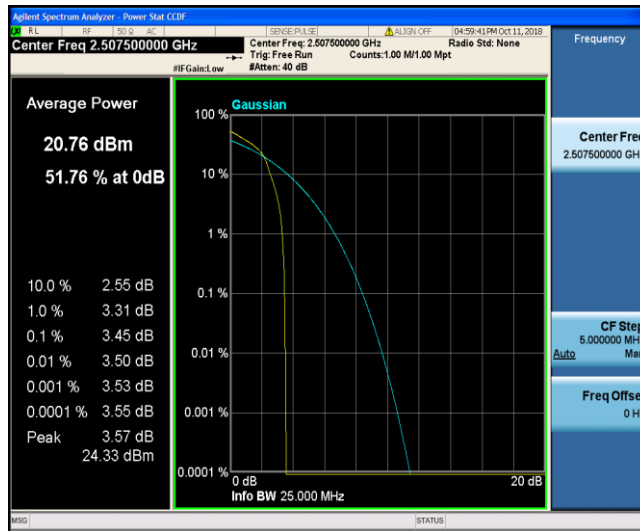 Agilent Spectrum Analyzer - Power Stat CCDF
RL RF 50 Ω AC SENSE:PULSE ALIGN OFF 04:59:41 PM Oct 11, 2018
Center Freq 2.507500000 GHz
Center Freq: 2.507500000 GHz Radio Std: None
Trig: Free Run Counts:1.00 M/1.00 Mpt
#IFGain:Low #Atten: 40 dB
Frequency
Average Power
20.76 dBm
51.76 % at 0dB
10.0 % 2.55 dB
1.0 % 3.31 dB
0.1 % 3.45 dB
0.01 % 3.50 dB
0.001 % 3.53 dB
0.0001 % 3.55 dB
Peak 3.57 dB
24.33 dBm
Gaussian
100 %
10 %
1 %
0.1 %
0.01 %
0.001 %
0.0001 %
0 dB 20 dB
Info BW 25.000 MHz
Center Fre
2.507500000 GH
CF Step
5.000000 MH
Auto Ma
Freq Offse
0 H
MSG STATUS